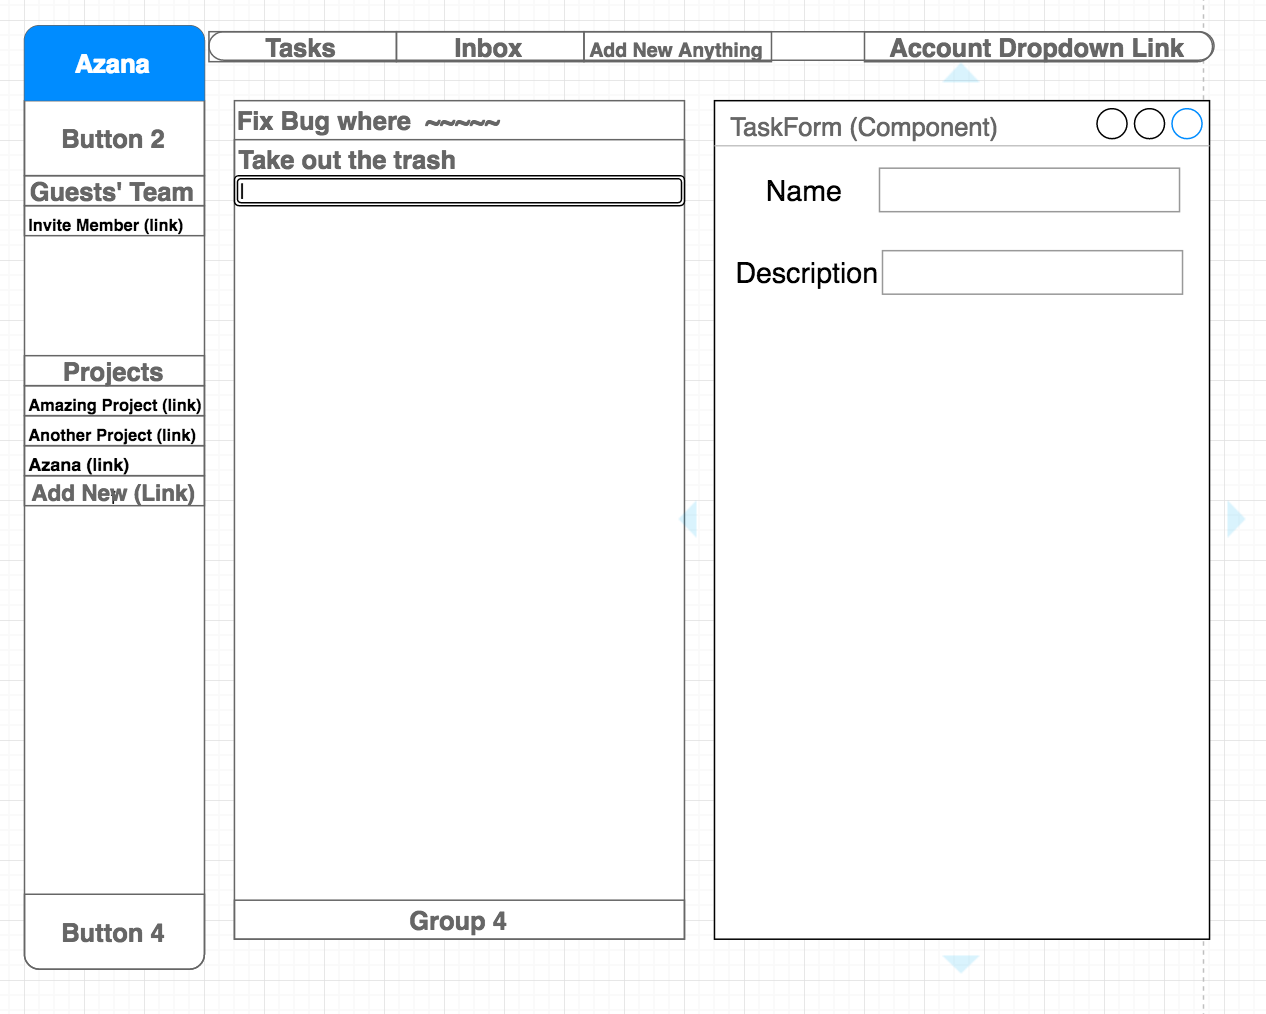 Azana
Button 2
Guests' Team
Invite Member (link)
Projects
Amazing Project (link)
Another Project (link)
Azana (link)
Add New (Link)
Button 4
Tasks
Inbox
Add New Anything
Account Dropdown Link
Fix Bug where ~~~~~
Take out the trash
Group 4
TaskForm (Component)
Name
Description